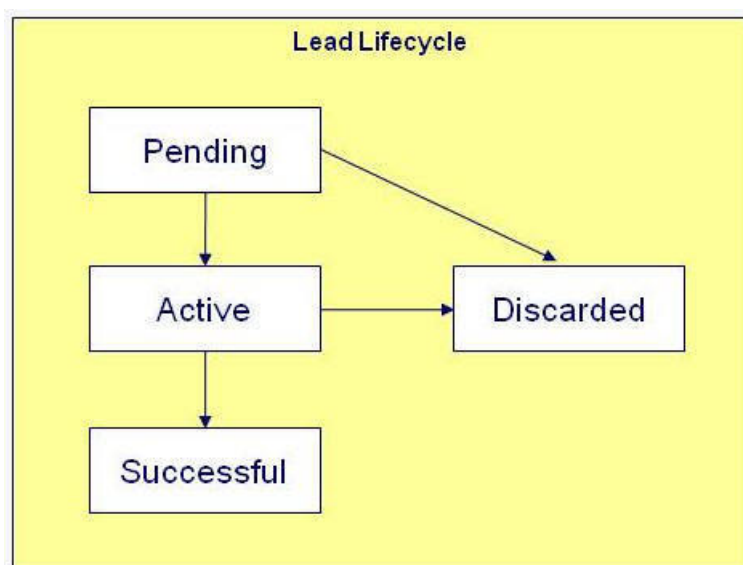 Lead Lifecycle
Pending
Active
Discarded
Successful